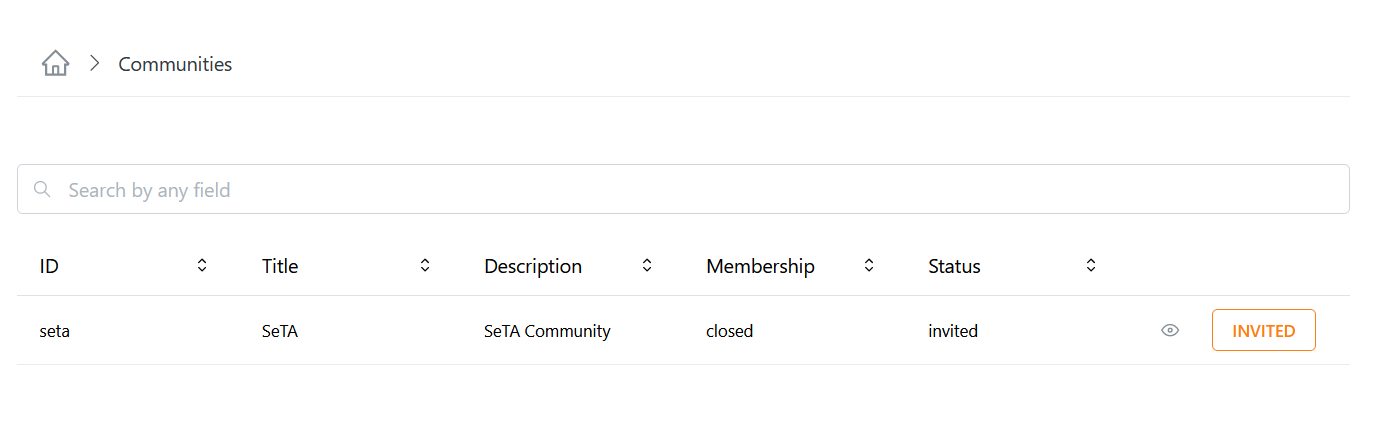 Communities
Search by any field
ID Title Description Membership Status
seta SeTA SeTA Community closed invited INVITED